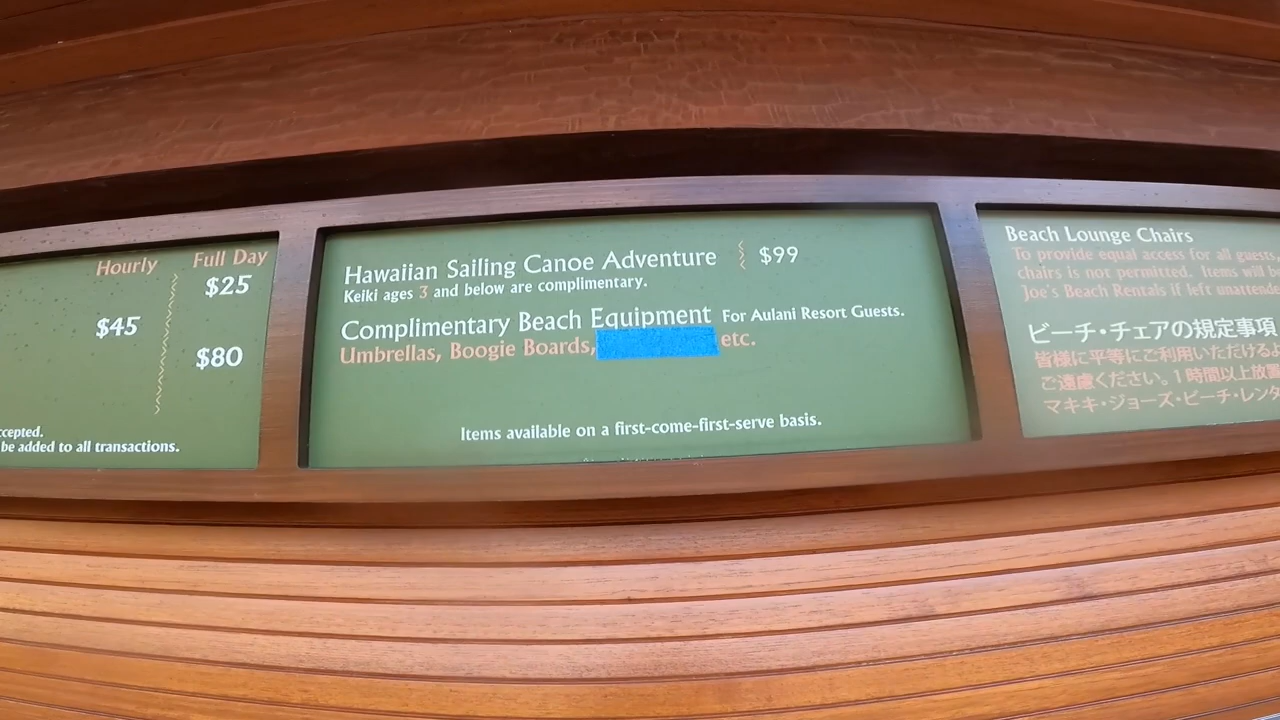 Hourly Full Day
$25
$45
$80
ccepted.
be added to all transactions.
Hawaiian Sailing Canoe Adventure $99
Keiki ages 3 and below are complimentary.
Complimentary Beach Equipment For Aulani Resort Guests.
Umbrellas, Boogie Boards, etc.
Items available on a first-come-first-serve basis.
Beach Lounge Chairs
To provide equal access for all guests,
chairs is not permitted. Items will b
Joe's Beach Rentals if left unattende
ビーチ・チェアの規定事項
皆様に平等にご利用いただけるよ
ご遠慮ください。1時間以上放置
マキキ・ジョーズ・ビーチ・レンタ